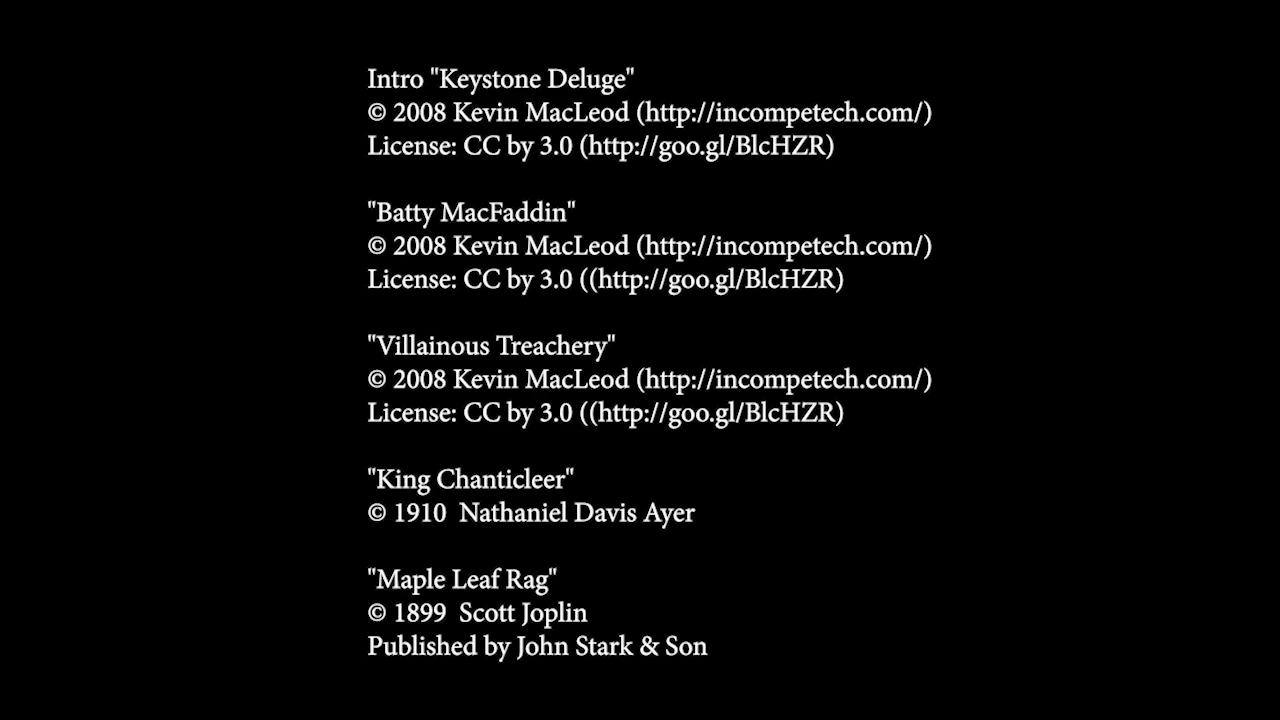 Intro "Keystone Deluge"
© 2008 Kevin MacLeod (http://incompetech.com/)
License: CC by 3.0 (http://goo.gl/BlcHZR)
"Batty MacFaddin"
© 2008 Kevin MacLeod (http://incompetech.com/)
License: CC by 3.0 ((http://goo.gl/BlcHZR)
"Villainous Treachery"
© 2008 Kevin MacLeod (http://incompetech.com/)
License: CC by 3.0 ((http://goo.gl/BlcHZR)
"King Chanticleer"
© 1910  Nathaniel Davis Ayer
"Maple Leaf Rag"
© 1899  Scott Joplin
Published by John Stark & Son